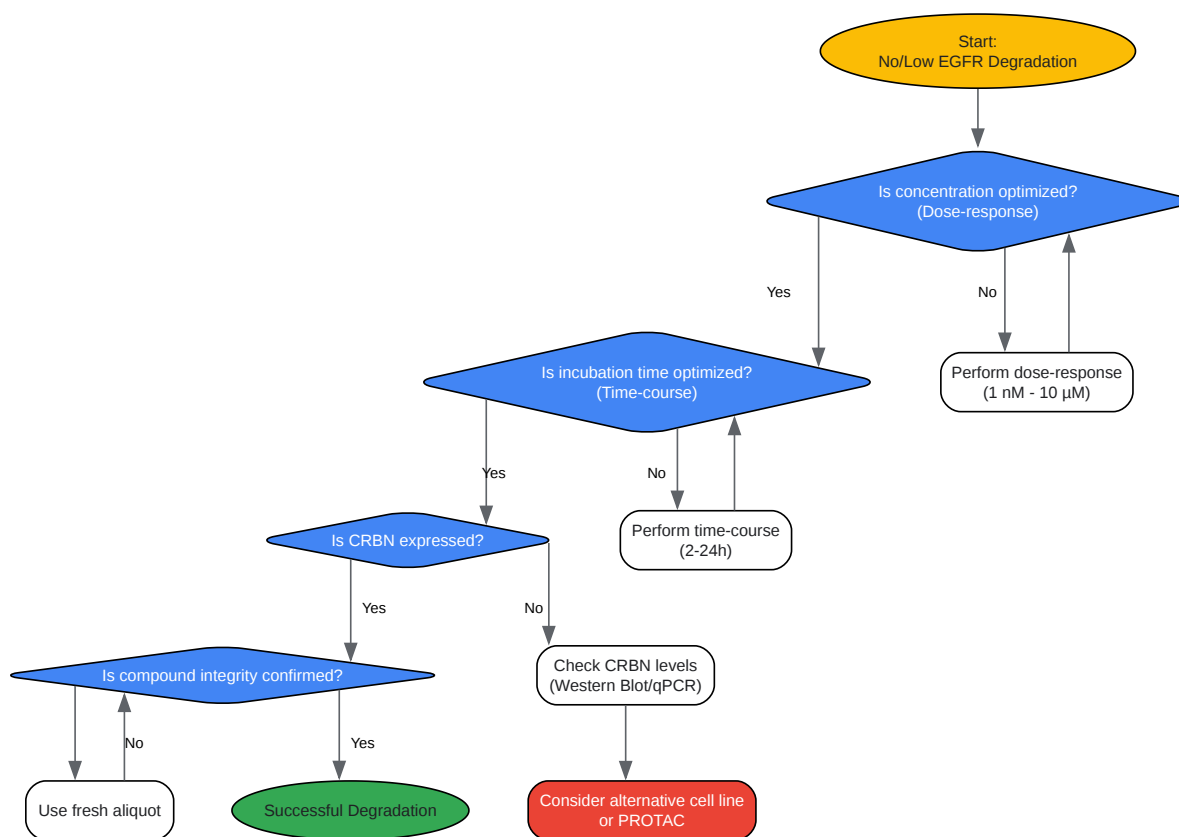 Start:
No/Low EGFR Degradation
Is concentration optimized?
(Dose-response)
Yes
No
Perform dose-response
(1 nM - 10 µM)
Is incubation time optimized?
(Time-course)
Yes
No
Perform time-course
(2-24h)
Is CRBN expressed?
Yes
No
Check CRBN levels
(Western Blot/qPCR)
Is compound integrity confirmed?
No
Yes
Use fresh aliquot
Successful Degradation
Consider alternative cell line
or PROTAC